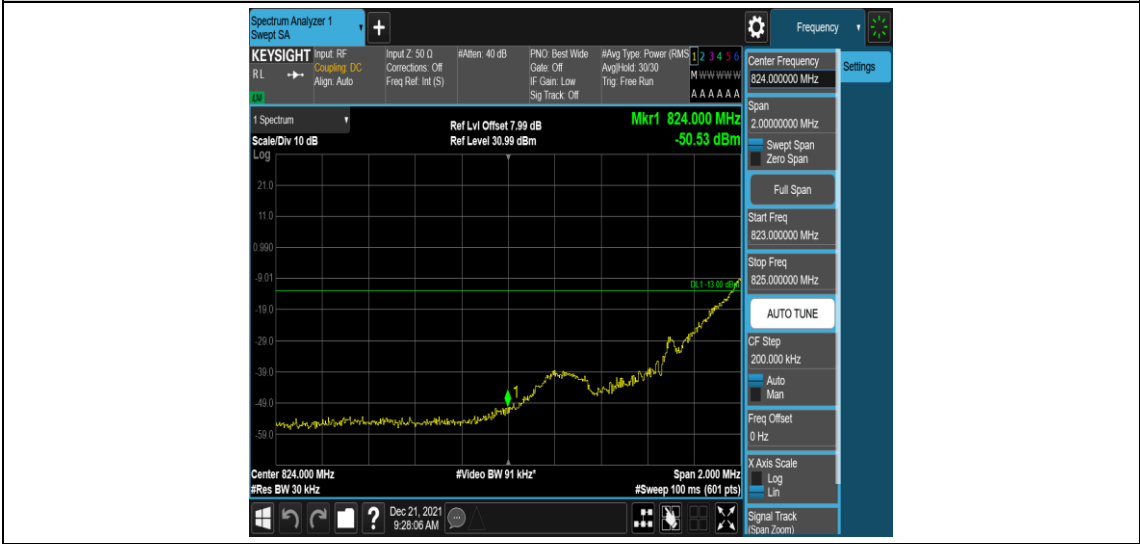 Spectrum Analyzer 1
Swept SA
+
Frequency
KEYSIGHT
RL
Input: RF
Coupling: DC
Align: Auto
Input Z: 50 Ω
Corrections: Off
Freq Ref: Int (S)
#Atten: 40 dB
PNO: Best Wide
Gate: Off
IF Gain: Low
Sig Track: Off
#Avg Type: Power (RMS
Avg|Hold: 30/30
Trig: Free Run
1 2 3 4 5 6
M W W W W W
A A A A A A
1 Spectrum
Scale/Div 10 dB
Log
Ref Lvl Offset 7.99 dB
Ref Level 30.99 dBm
Mkr1 824.000 MHz
-50.53 dBm
21.0
11.0
0.990
-9.01
DL1 -13.00 dBm
-19.0
-29.0
-39.0
1
-49.0
-59.0
Center 824.000 MHz
#Video BW 91 kHz*
Span 2.000 MHz
#Res BW 30 kHz
#Sweep 100 ms (601 pts)
?
Dec 21, 2021
9:28:06 AM
Center Frequency
824.000000 MHz
Settings
Span
2.00000000 MHz
Swept Span
Zero Span
Full Span
Start Freq
823.000000 MHz
Stop Freq
825.000000 MHz
AUTO TUNE
CF Step
200.000 kHz
Auto
Man
Freq Offset
0 Hz
X Axis Scale
Log
Lin
Signal Track
(Span Zoom)